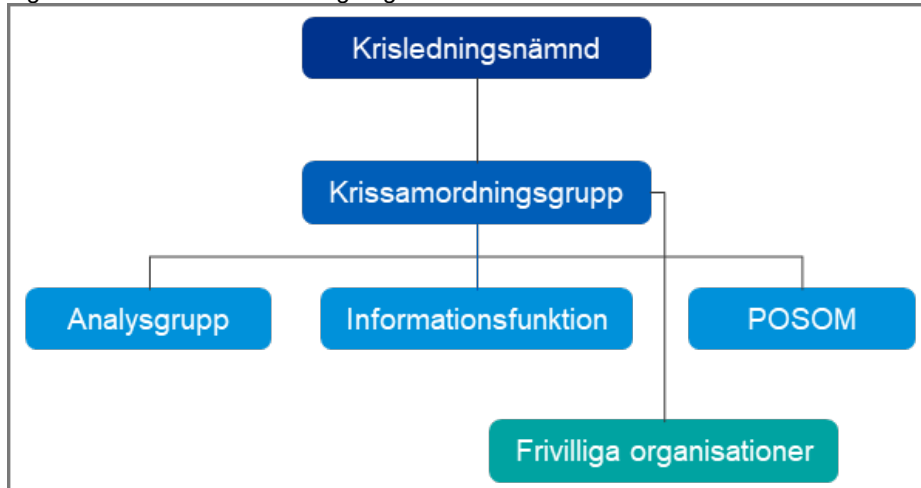 Krisledningsnämnd
Krissamordningsgrupp
Analysgrupp
Informationsfunktion
POSOM
Frivilliga organisationer